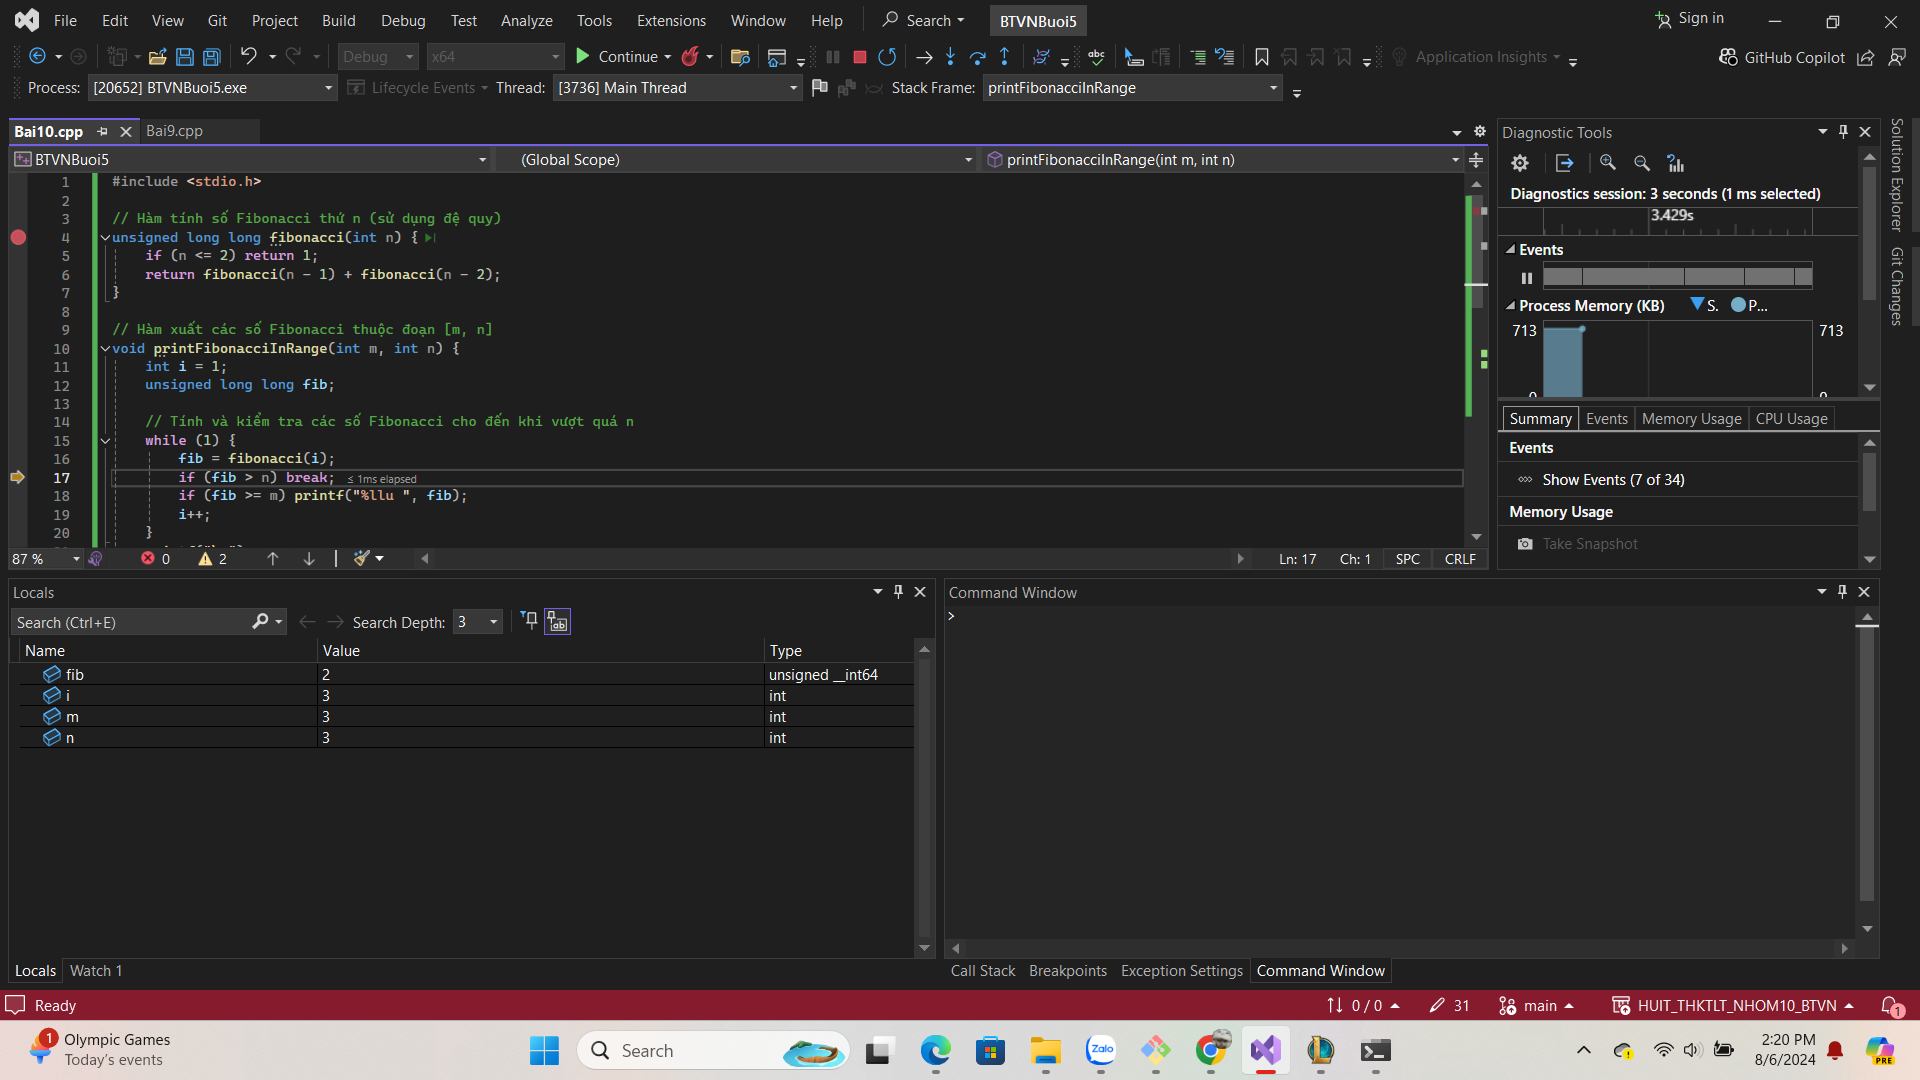 File Edit View Git Project Build Debug Test Analyze Tools Extensions Window Help Search BTVNBuoi5 Sign in
Debug x64 Continue Application Insights GitHub Copilot
Process: [20652] BTVNBuoi5.exe Lifecycle Events Thread: [3736] Main Thread Stack Frame: printFibonacciInRange
Bai10.cpp Bai9.cpp
BTVNBuoi5 (Global Scope) printFibonacciInRange(int m, int n)
1 #include <stdio.h>
2
3 // Hàm tính số Fibonacci thứ n (sử dụng đệ quy)
4 unsigned long long fibonacci(int n) {
5 if (n <= 2) return 1;
6 return fibonacci(n - 1) + fibonacci(n - 2);
7 }
8
9 // Hàm xuất các số Fibonacci thuộc đoạn [m, n]
10 void printFibonacciInRange(int m, int n) {
11 int i = 1;
12 unsigned long long fib;
13
14 // Tính và kiểm tra các số Fibonacci cho đến khi vượt quá n
15 while (1) {
16 fib = fibonacci(i);
17 if (fib > n) break; ≤ 1ms elapsed
18 if (fib >= m) printf("%llu ", fib);
19 i++;
20 }
87 % 0 2 Ln: 17 Ch: 1 SPC CRLF
Diagnostic Tools
Diagnostics session: 3 seconds (1 ms selected)
3.429s
Events
Process Memory (KB) S. P...
713 713
0 0
Summary Events Memory Usage CPU Usage
Events
Show Events (7 of 34)
Memory Usage
Take Snapshot
Solution Explorer
Git Changes
Locals
Search (Ctrl+E) Search Depth: 3
Name Value Type
fib 2 unsigned __int64
i 3 int
m 3 int
n 3 int
Locals Watch 1
Command Window
>
Call Stack Breakpoints Exception Settings Command Window
Ready 0 / 0 31 main HUIT_THKTLT_NHOM10_BTVN 1
1 Olympic Games
Today's events
Search
Zalo
2:20 PM
8/6/2024
PRE